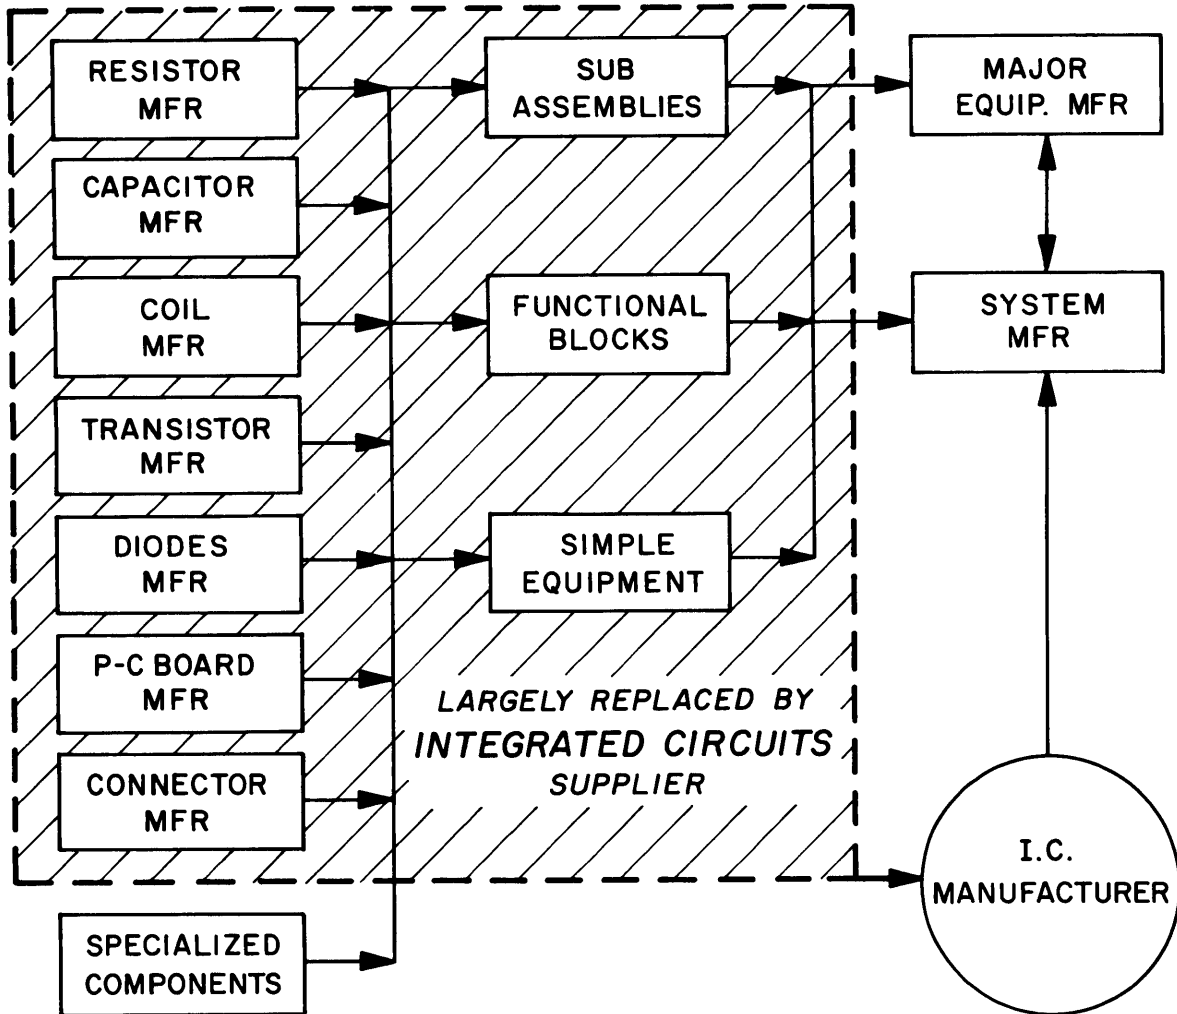 RESISTOR
MFR
CAPACITOR
MFR
COIL
MFR
TRANSISTOR
MFR
DIODES
MFR
P-C BOARD
MFR
CONNECTOR
MFR
SPECIALIZED
COMPONENTS
SUB
ASSEMBLIES
FUNCTIONAL
BLOCKS
SIMPLE
EQUIPMENT
LARGELY REPLACED BY
INTEGRATED CIRCUITS
SUPPLIER
MAJOR
EQUIP. MFR
SYSTEM
MFR
I.C.
MANUFACTURER